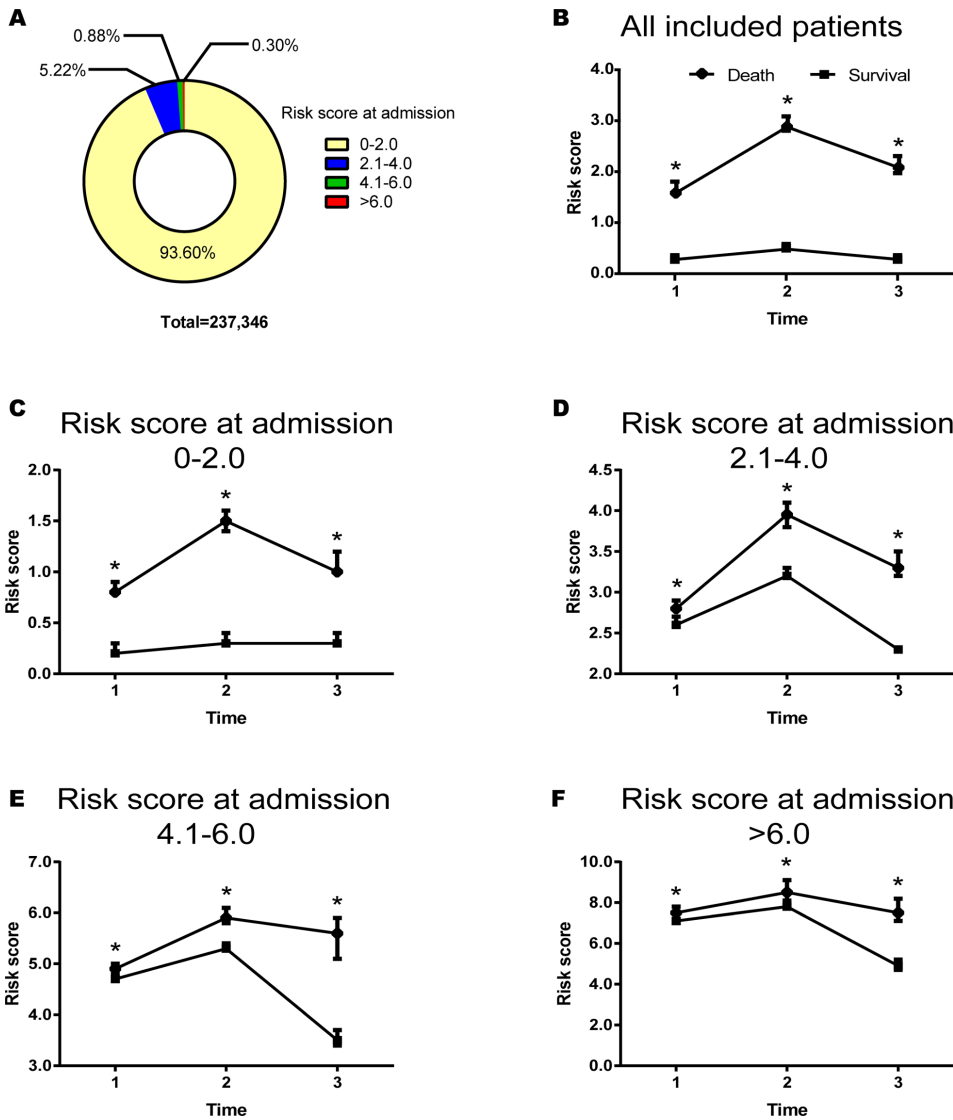 A
0.88%
0.30%
5.22%
Risk score at admission
0-2.0
2.1-4.0
4.1-6.0
>6.0
93.60%
Total=237,346
B
All included patients
4.0
Death
Survival
*
3.0
*
*
2.0
1.0
0.0
Risk score
1
2
3
Time
C
Risk score at admission
0-2.0
2.0
*
1.5
*
*
1.0
0.5
0.0
Risk score
1
2
3
Time
D
Risk score at admission
2.1-4.0
4.5
*
4.0
*
3.5
*
3.0
2.5
2.0
Risk score
1
2
3
Time
E
Risk score at admission
4.1-6.0
7.0
*
*
6.0
*
5.0
4.0
3.0
Risk score
1
2
3
Time
F
Risk score at admission
>6.0
10.0
*
*
*
8.0
6.0
4.0
2.0
0.0
Risk score
1
2
3
Time